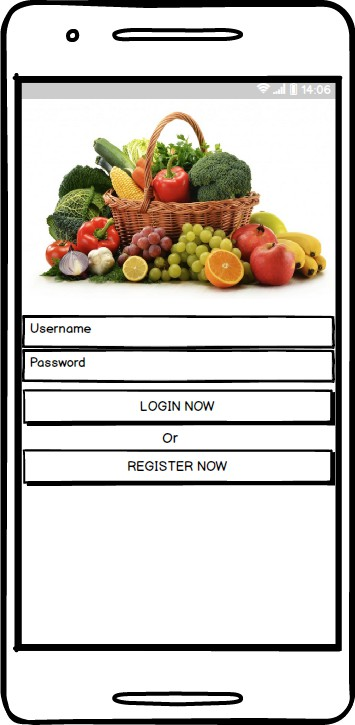 14:06
Username
Password
LOGIN NOW
Or
REGISTER NOW